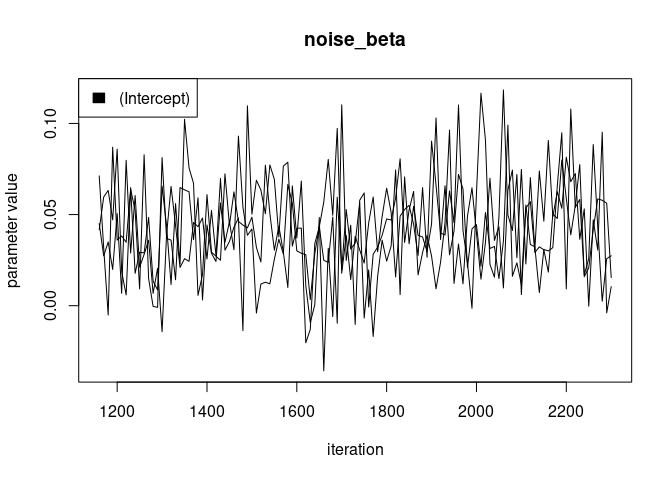 noise_beta
(Intercept)
parameter value
0.10
0.05
0.00
1200 1400 1600 1800 2000 2200
iteration